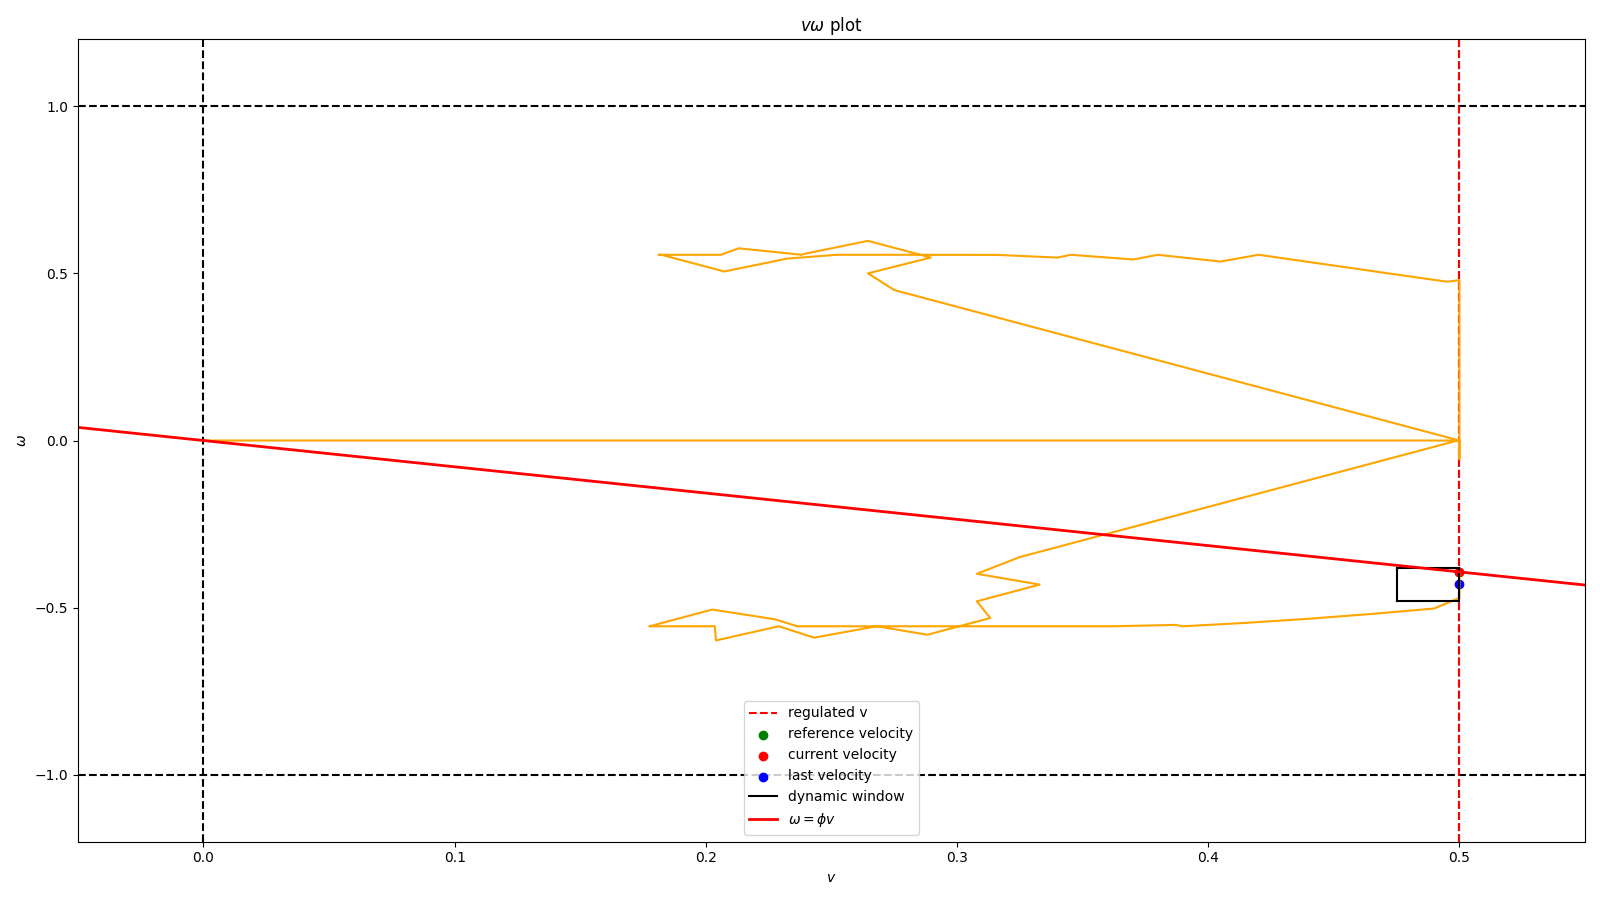 vω plot
1.0
0.5
0.0
−0.5
−1.0
ω
regulated v
reference velocity
current velocity
last velocity
dynamic window
ω = ϕv
0.0 0.1 0.2 0.3 0.4 0.5
v